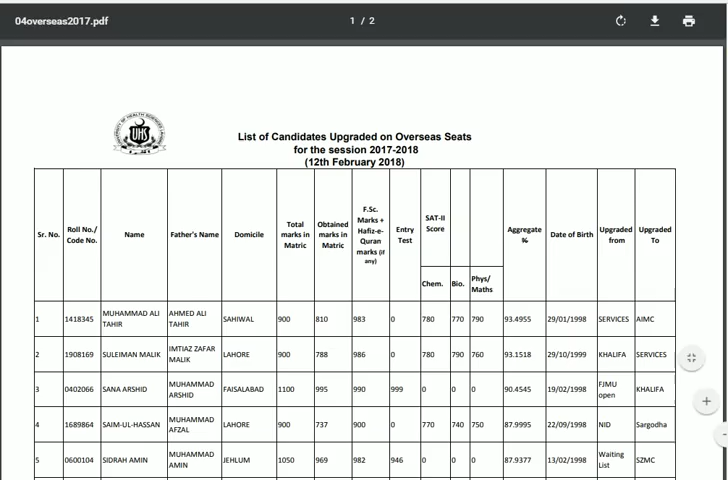 04overseas2017.pdf
1 / 2
UHS
List of Candidates Upgraded on Overseas Seats
for the session 2017-2018
(12th February 2018)
Sr. No. Roll No./ Code No. Name Father's Name Domicile Total marks in Matric Obtained marks in Matric F.Sc. Marks + Hafiz-e-Quran marks (if any) Entry Test SAT-II Score Aggregate % Date of Birth Upgraded from Upgraded To
Chem. Bio. Phys/ Maths
1 1418345 MUHAMMAD ALI TAHIR AHMED ALI TAHIR SAHIWAL 900 810 983 0 780 770 790 93.4955 29/01/1998 SERVICES AIMC
2 1908169 SULEIMAN MALIK IMTIAZ ZAFAR MALIK LAHORE 900 788 986 0 780 790 760 93.1518 29/10/1999 KHALIFA SERVICES
3 0402066 SANA ARSHID MUHAMMAD ARSHID FAISALABAD 1100 995 990 999 0 0 0 90.4545 19/02/1998 FJMU open KHALIFA
4 1689864 SAIM-UL-HASSAN MUHAMMAD AFZAL LAHORE 900 737 900 0 770 740 750 87.9995 22/09/1998 NID Sargodha
5 0600104 SIDRAH AMIN MUHAMMAD AMIN JEHLUM 1050 969 982 946 0 0 0 87.9377 13/02/1998 Waiting List SZMC